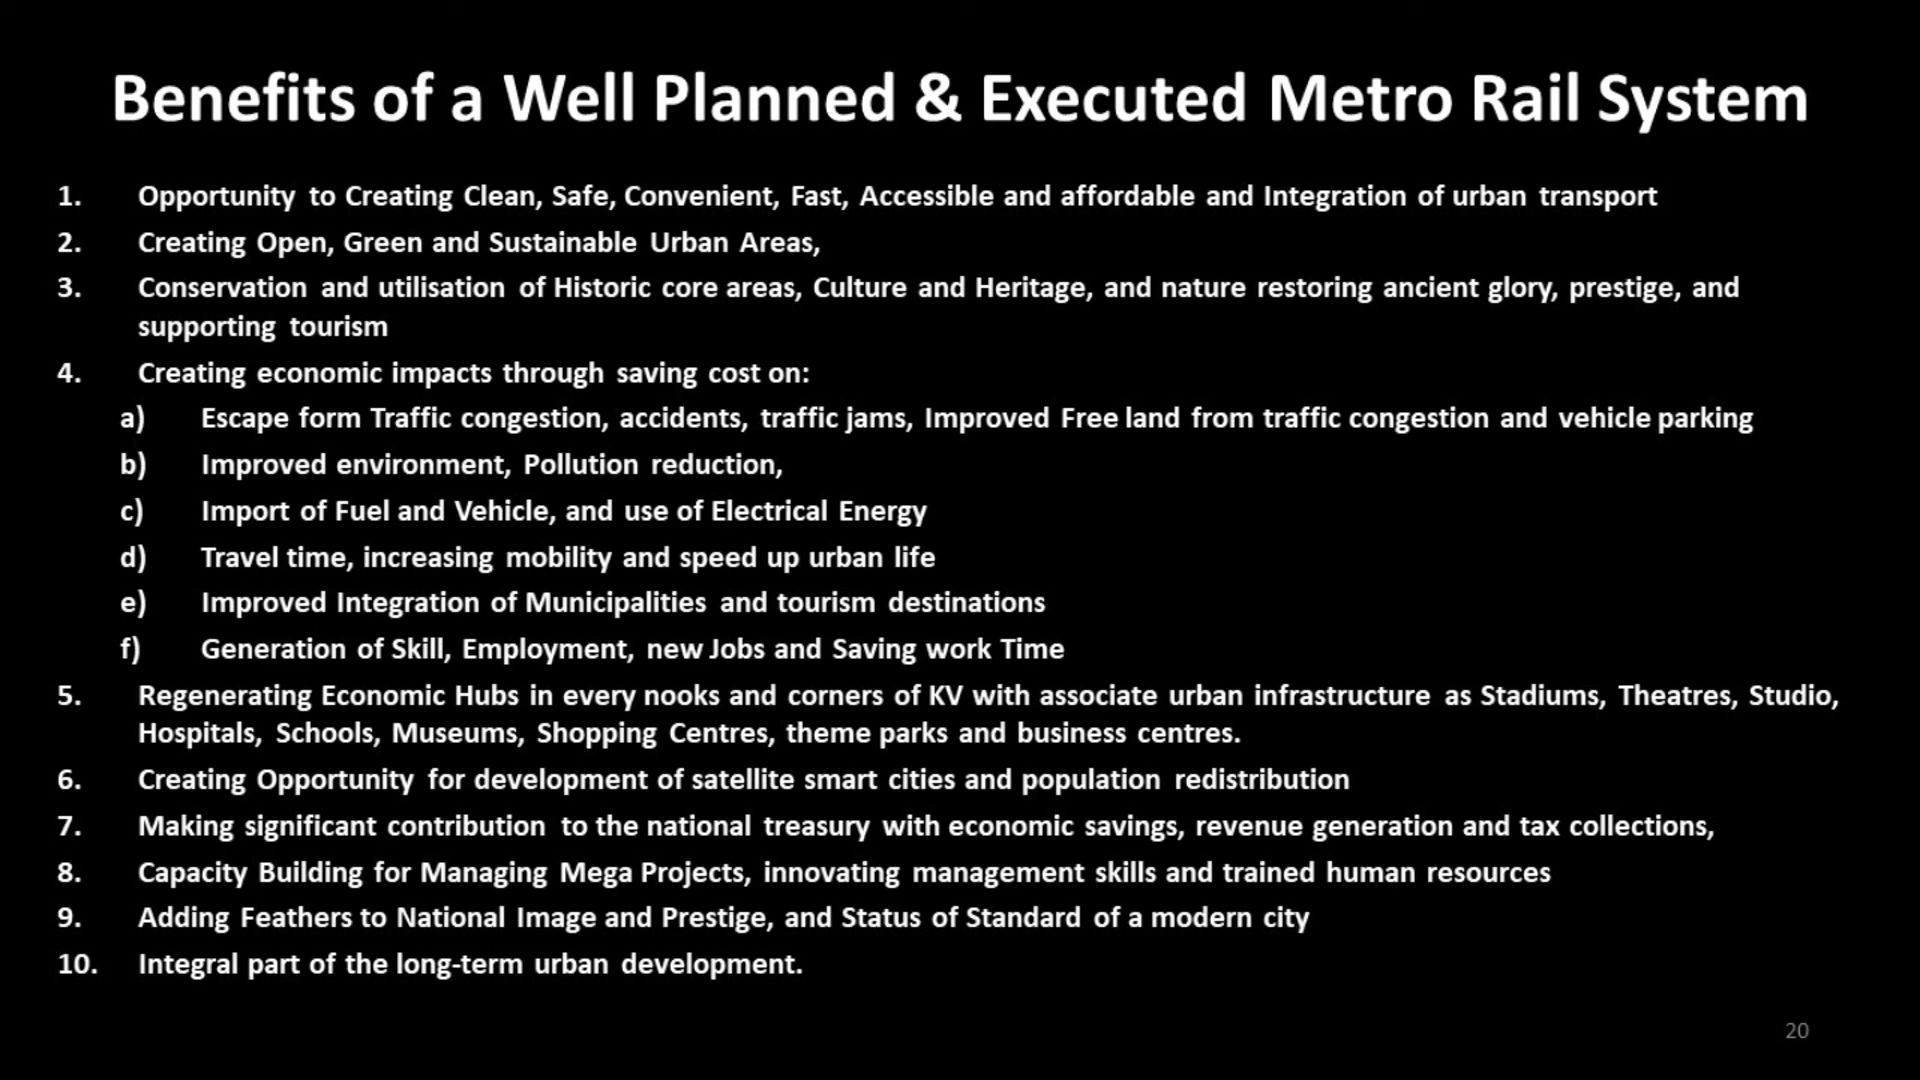 Benefits of a Well Planned & Executed Metro Rail System
1. Opportunity to Creating Clean, Safe, Convenient, Fast, Accessible and affordable and Integration of urban transport
2. Creating Open, Green and Sustainable Urban Areas,
3. Conservation and utilisation of Historic core areas, Culture and Heritage, and nature restoring ancient glory, prestige, and
supporting tourism
4. Creating economic impacts through saving cost on:
a) Escape form Traffic congestion, accidents, traffic jams, Improved Free land from traffic congestion and vehicle parking
b) Improved environment, Pollution reduction,
c) Import of Fuel and Vehicle, and use of Electrical Energy
d) Travel time, increasing mobility and speed up urban life
e) Improved Integration of Municipalities and tourism destinations
f) Generation of Skill, Employment, new Jobs and Saving work Time
5. Regenerating Economic Hubs in every nooks and corners of KV with associate urban infrastructure as Stadiums, Theatres, Studio,
Hospitals, Schools, Museums, Shopping Centres, theme parks and business centres.
6. Creating Opportunity for development of satellite smart cities and population redistribution
7. Making significant contribution to the national treasury with economic savings, revenue generation and tax collections,
8. Capacity Building for Managing Mega Projects, innovating management skills and trained human resources
9. Adding Feathers to National Image and Prestige, and Status of Standard of a modern city
10. Integral part of the long-term urban development.
20